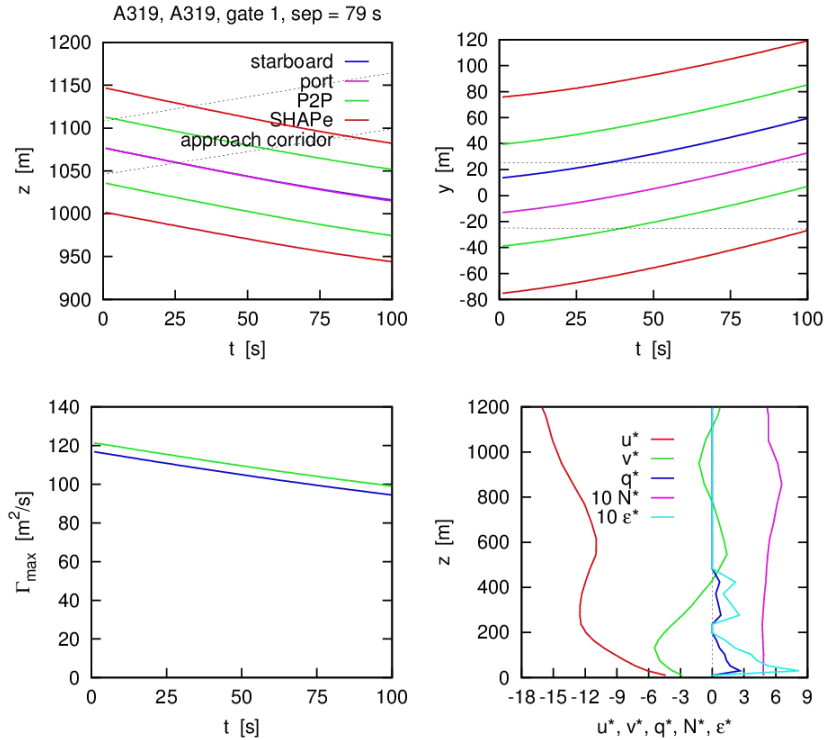 A319, A319, gate 1, sep = 79 s
1200
1150
1100
1050
1000
950
900
z [m]
0 25 50 75 100
t [s]
starboard
port
P2P
SHAPe
approach corridor
120
100
80
60
40
20
0
-20
-40
-60
-80
y [m]
0 25 50 75 100
t [s]
140
120
100
80
60
40
20
0
Γmax [m²/s]
0 25 50 75 100
t [s]
1200
1000
800
600
400
200
0
z [m]
u*
v*
q*
10 N*
10 ε*
-18 -15 -12 -9 -6 -3 0 3 6 9
u*, v*, q*, N*, ε*